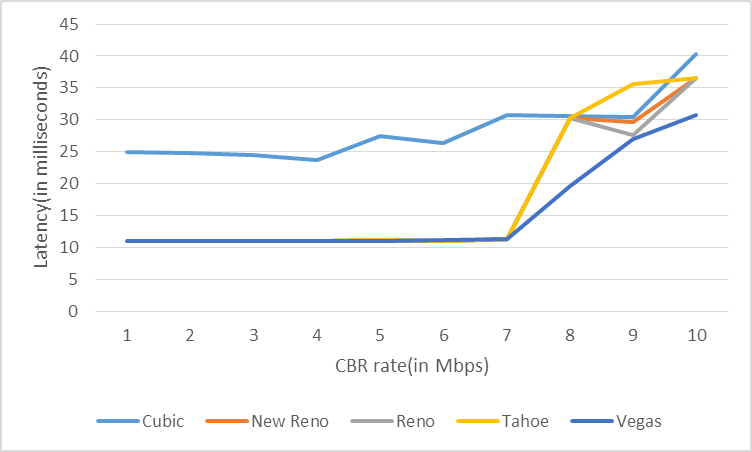 45
40
35
30
25
20
15
10
5
0
Latency(in milliseconds)
1 2 3 4 5 6 7 8 9 10
CBR rate(in Mbps)
Cubic New Reno Reno Tahoe Vegas